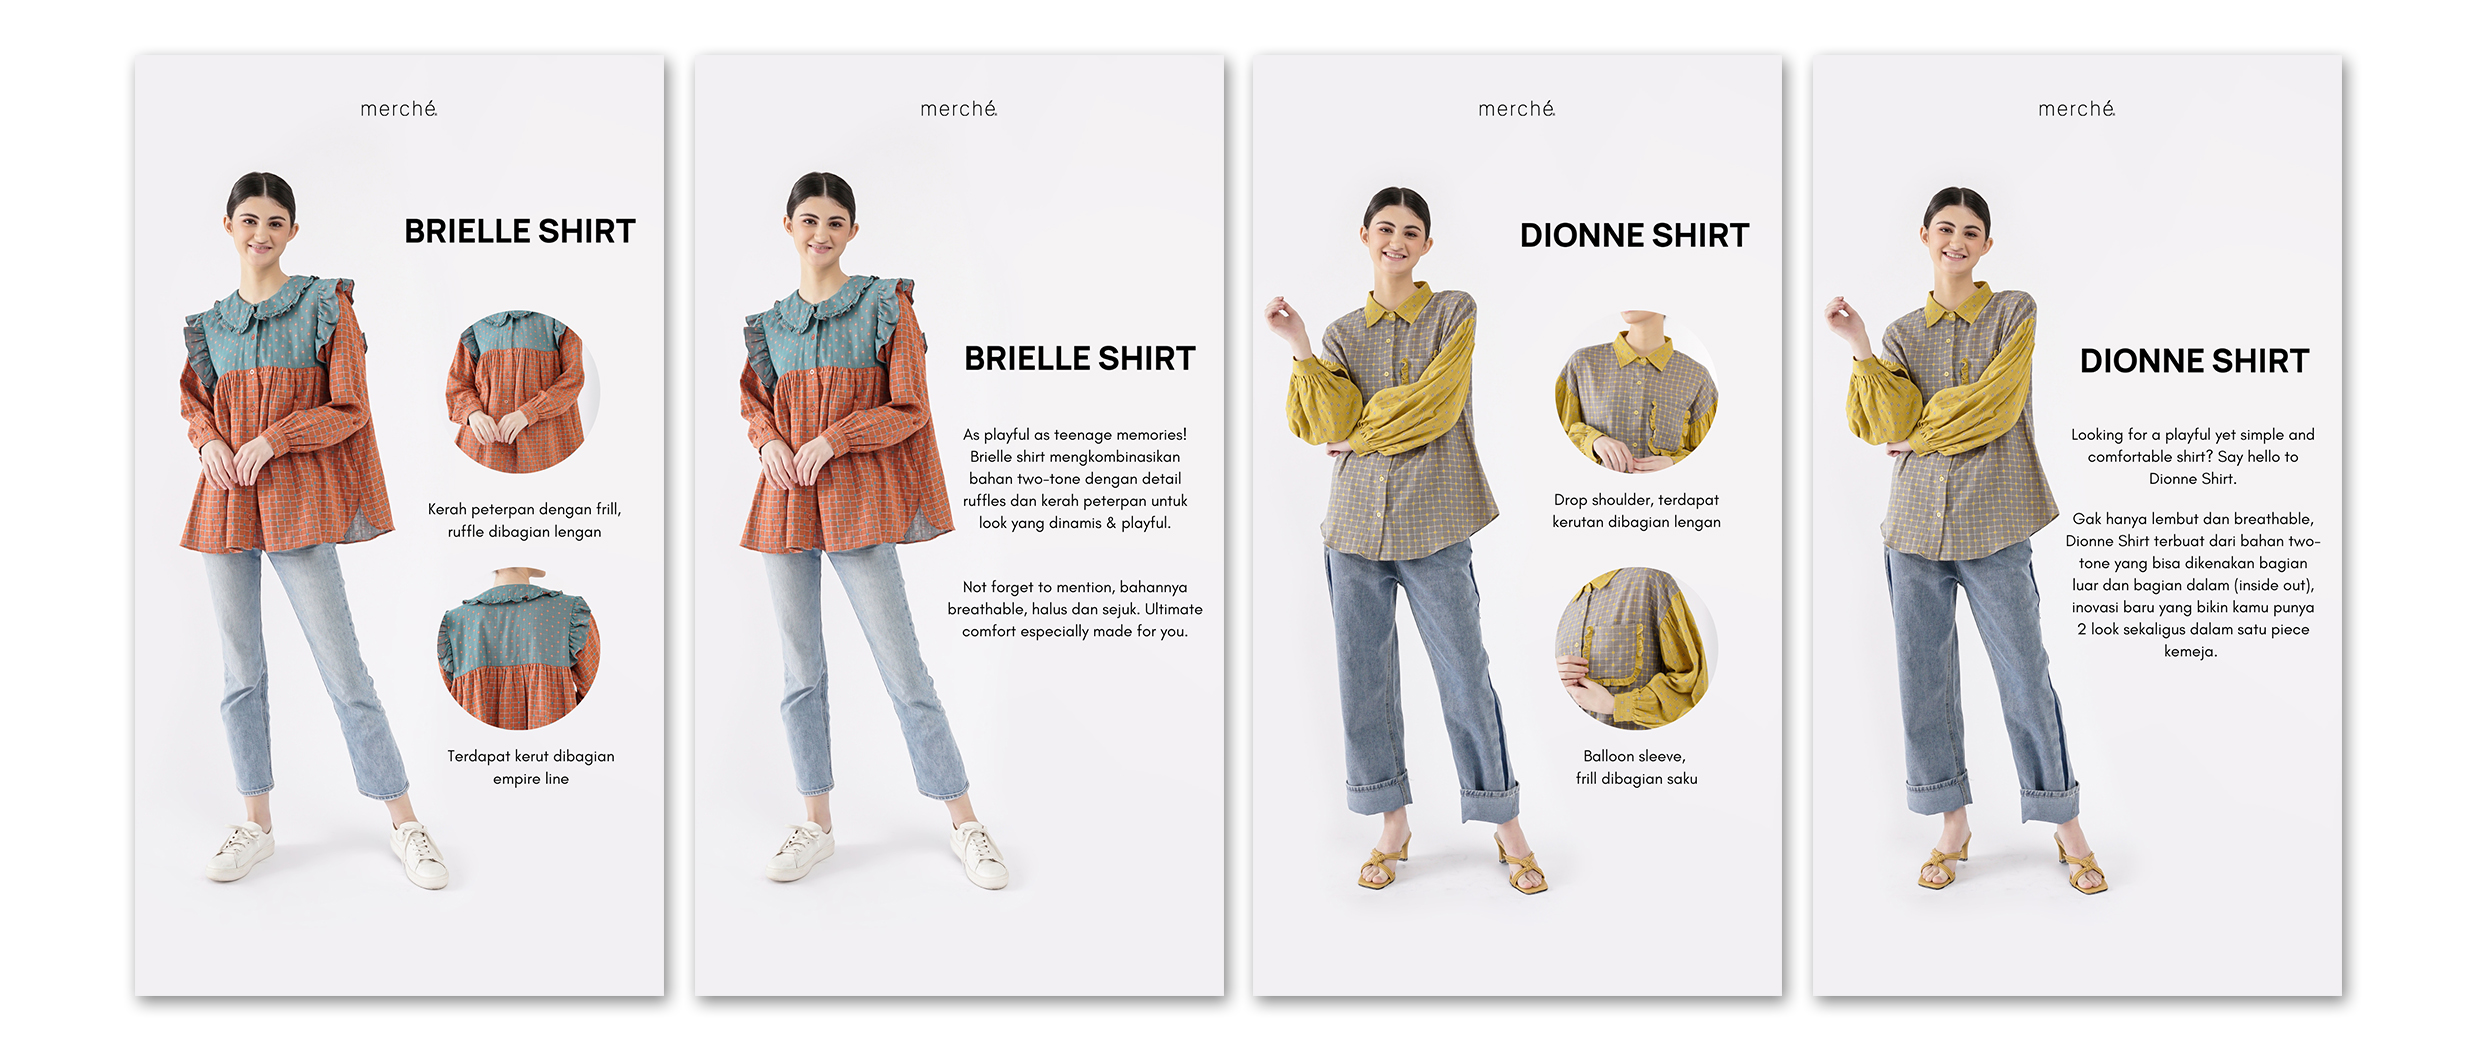 merché
BRIELLE SHIRT
Kerah peterpan dengan frill,
ruffle dibagian lengan
Terdapat kerut dibagian
empire line
merché
BRIELLE SHIRT
As playful as teenage memories!
Brielle shirt mengkombinasikan
bahan two-tone dengan detail
ruffles dan kerah peterpan untuk
look yang dinamis & playful.
Not forget to mention, bahannya
breathable, halus dan sejuk. Ultimate
comfort especially made for you.
merché
DIONNE SHIRT
Drop shoulder, terdapat
kerutan dibagian lengan
Balloon sleeve,
frill dibagian saku
merché
DIONNE SHIRT
Looking for a playful yet simple and
comfortable shirt? Say hello to
Dionne Shirt.
Gak hanya lembut dan breathable,
Dionne Shirt terbuat dari bahan two-
tone yang bisa dikenakan bagian
luar dan bagian dalam (inside out),
inovasi baru yang bikin kamu punya
2 look sekaligus dalam satu piece
kemeja.